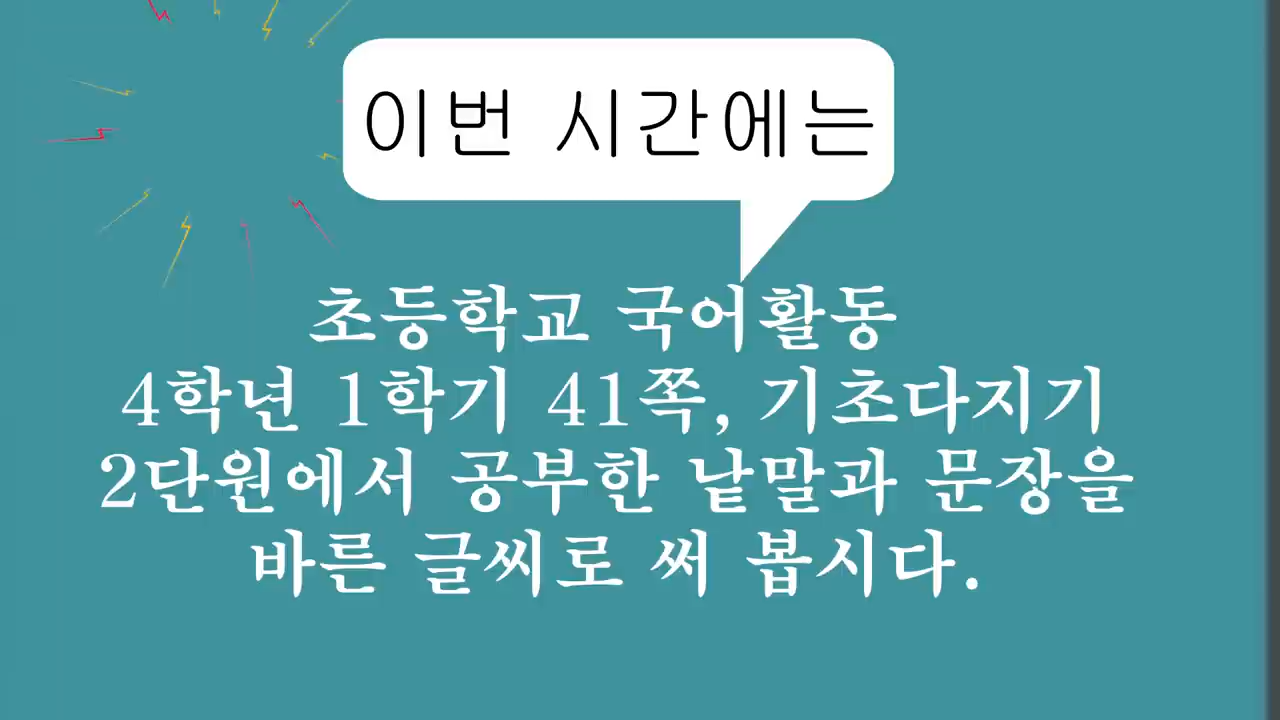 이번 시간에는
초등학교 국어활동
4학년 1학기 41쪽, 기초다지기
2단원에서 공부한 낱말과 문장을
바른 글씨로 써 봅시다.